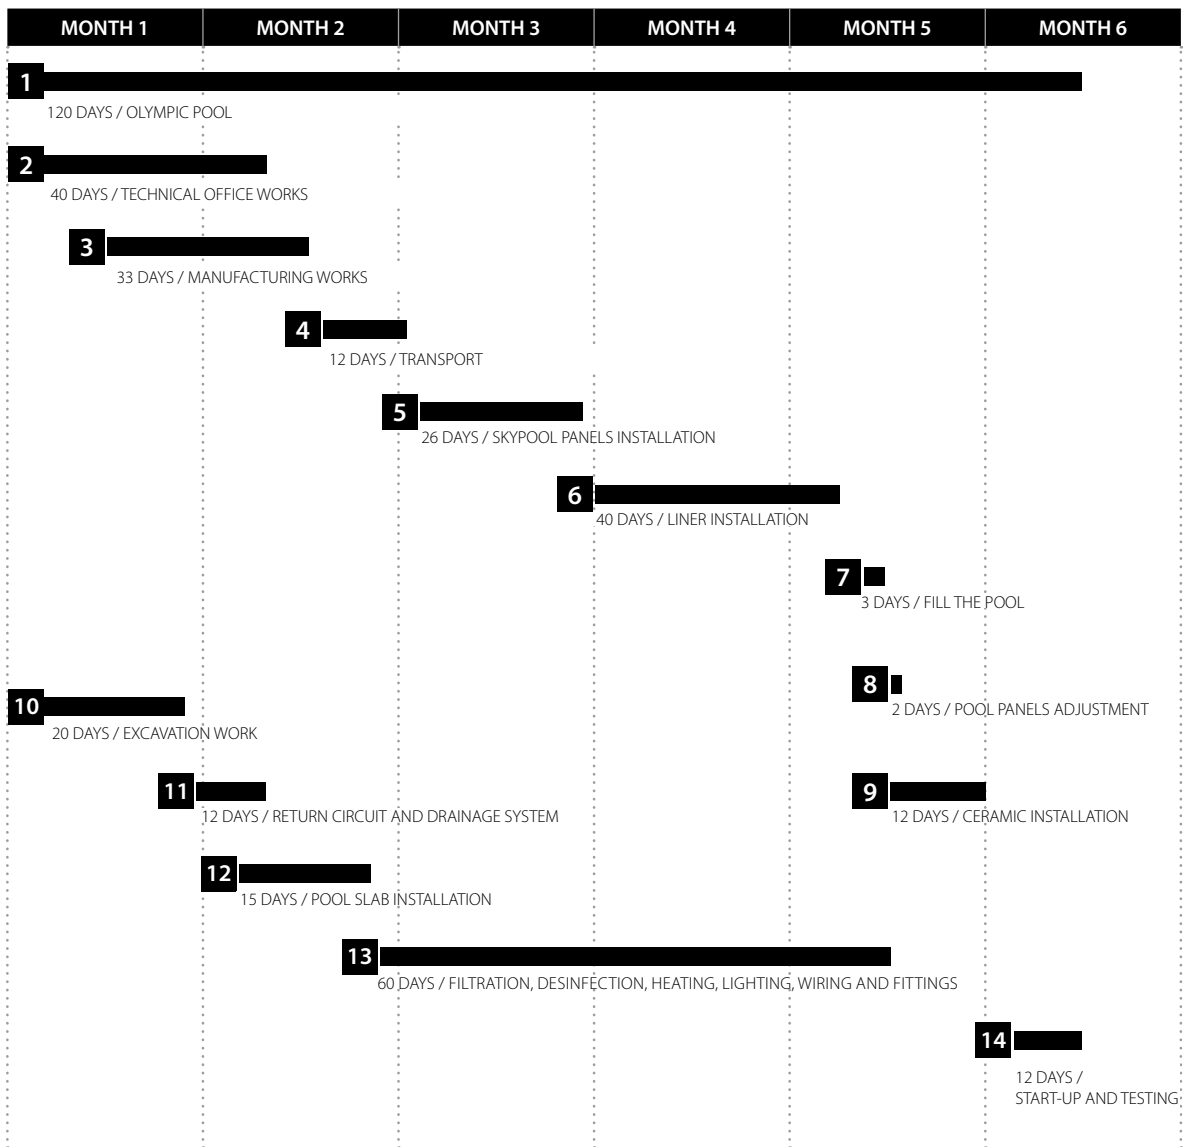 MONTH 1 MONTH 2 MONTH 3 MONTH 4 MONTH 5 MONTH 6
1
120 DAYS / OLYMPIC POOL
2
40 DAYS / TECHNICAL OFFICE WORKS
3
33 DAYS / MANUFACTURING WORKS
4
12 DAYS / TRANSPORT
5
26 DAYS / SKYPOOL PANELS INSTALLATION
6
40 DAYS / LINER INSTALLATION
7
3 DAYS / FILL THE POOL
8
2 DAYS / POOL PANELS ADJUSTMENT
9
12 DAYS / CERAMIC INSTALLATION
10
20 DAYS / EXCAVATION WORK
11
12 DAYS / RETURN CIRCUIT AND DRAINAGE SYSTEM
12
15 DAYS / POOL SLAB INSTALLATION
13
60 DAYS / FILTRATION, DESINFECTION, HEATING, LIGHTING, WIRING AND FITTINGS
14
12 DAYS /
START-UP AND TESTING